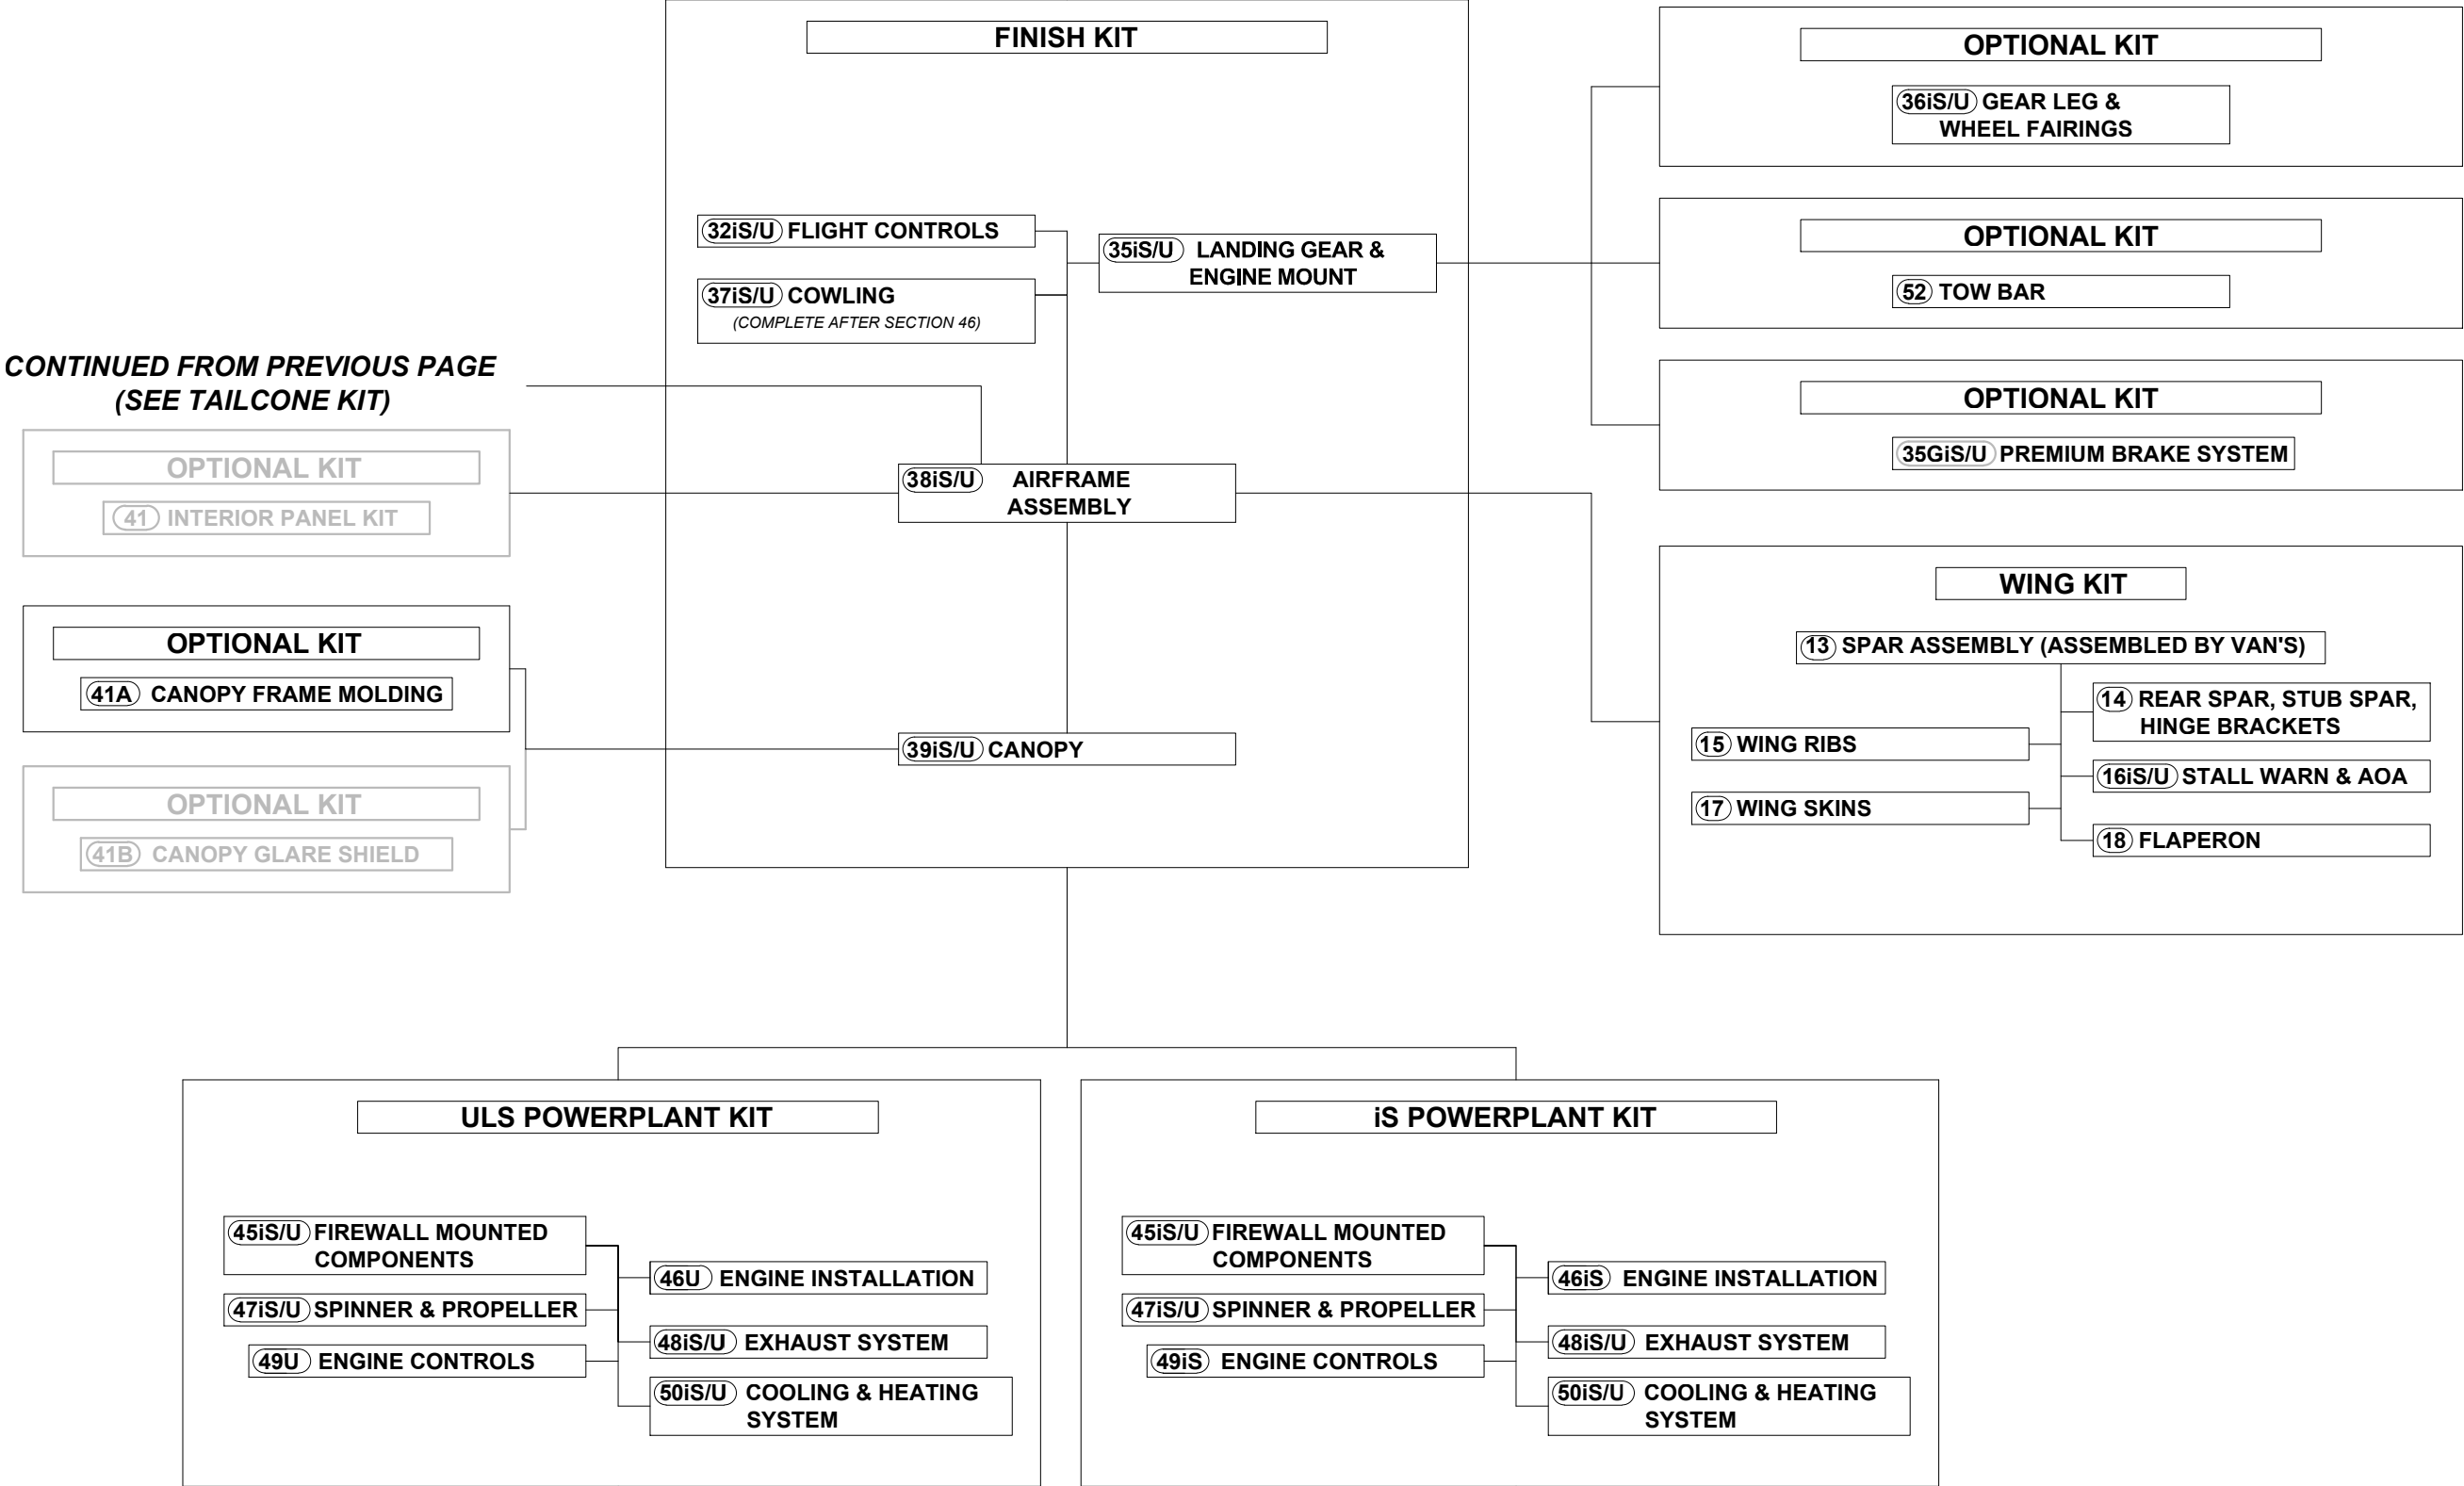 FINISH KIT
32iS/U FLIGHT CONTROLS
37iS/U COWLING
(COMPLETE AFTER SECTION 46)
35iS/U LANDING GEAR &
ENGINE MOUNT
38iS/U AIRFRAME
ASSEMBLY
39iS/U CANOPY
OPTIONAL KIT
36iS/U GEAR LEG &
WHEEL FAIRINGS
OPTIONAL KIT
52 TOW BAR
OPTIONAL KIT
35GiS/U PREMIUM BRAKE SYSTEM
CONTINUED FROM PREVIOUS PAGE
(SEE TAILCONE KIT)
OPTIONAL KIT
41 INTERIOR PANEL KIT
OPTIONAL KIT
41A CANOPY FRAME MOLDING
OPTIONAL KIT
41B CANOPY GLARE SHIELD
WING KIT
13 SPAR ASSEMBLY (ASSEMBLED BY VAN'S)
14 REAR SPAR, STUB SPAR,
HINGE BRACKETS
15 WING RIBS
16iS/U STALL WARN & AOA
17 WING SKINS
18 FLAPERON
ULS POWERPLANT KIT
45iS/U FIREWALL MOUNTED
COMPONENTS
46U ENGINE INSTALLATION
47iS/U SPINNER & PROPELLER
48iS/U EXHAUST SYSTEM
49U ENGINE CONTROLS
50iS/U COOLING & HEATING
SYSTEM
iS POWERPLANT KIT
45iS/U FIREWALL MOUNTED
COMPONENTS
46iS ENGINE INSTALLATION
47iS/U SPINNER & PROPELLER
48iS/U EXHAUST SYSTEM
49iS ENGINE CONTROLS
50iS/U COOLING & HEATING
SYSTEM